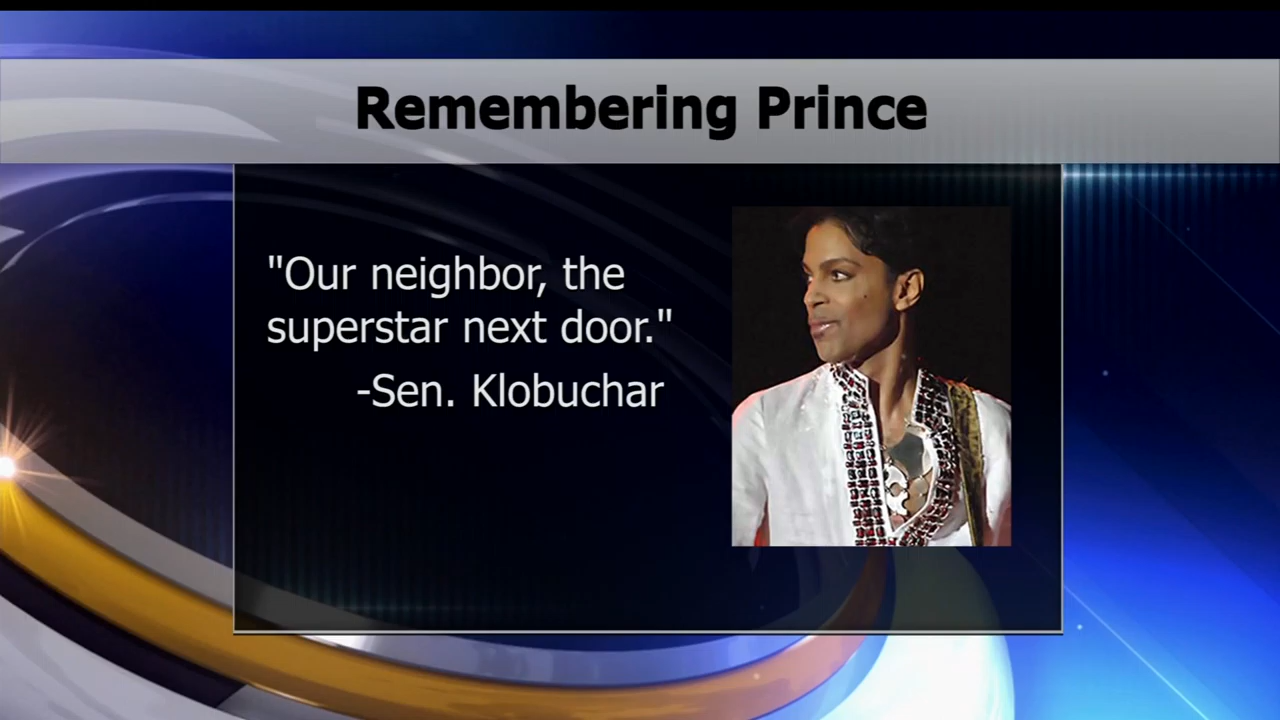 Remembering Prince
"Our neighbor, the
superstar next door."
-Sen. Klobuchar